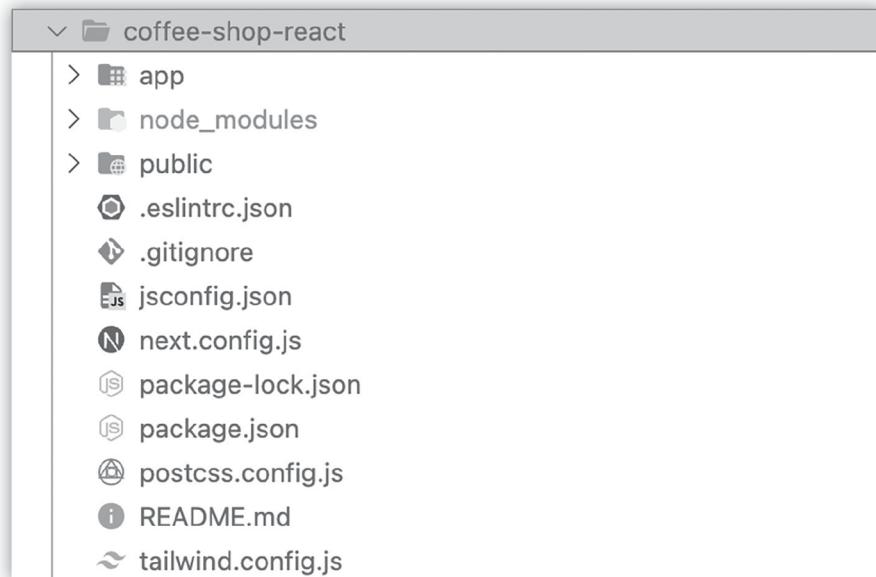 coffee-shop-react
app
node_modules
public
.eslintrc.json
.gitignore
jsconfig.json
next.config.js
package-lock.json
package.json
postcss.config.js
README.md
tailwind.config.js